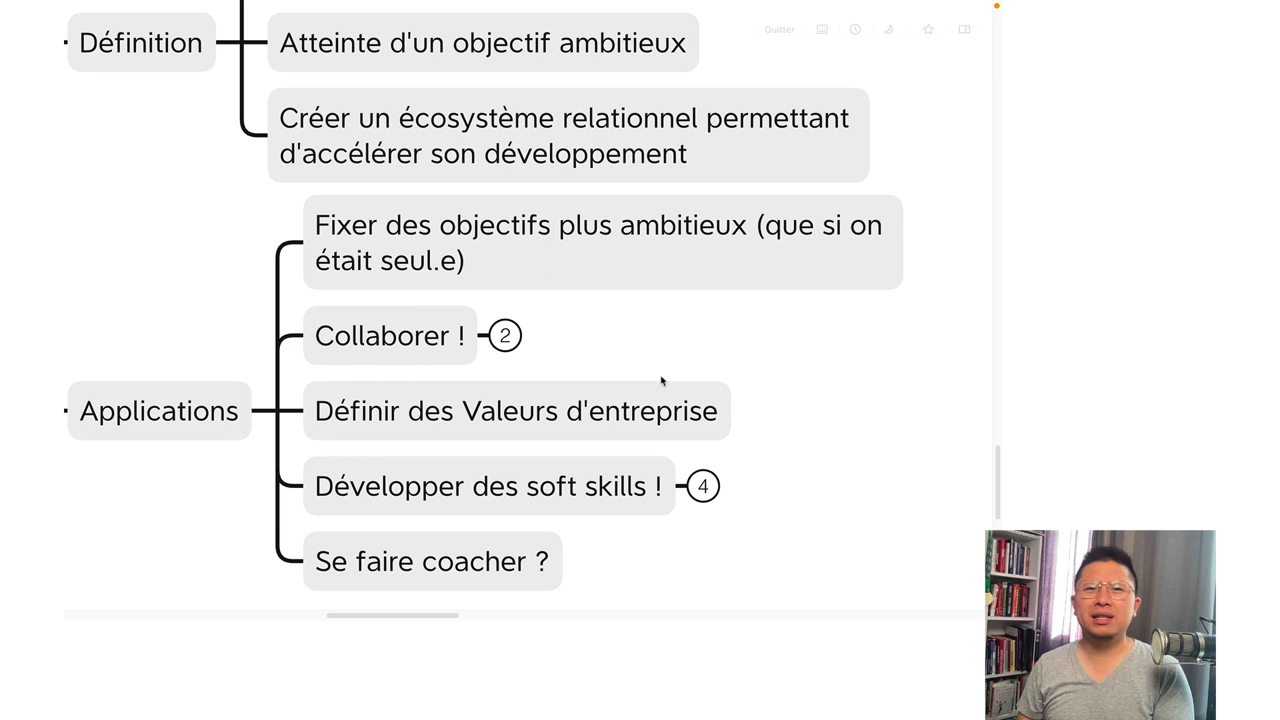 Définition
Atteinte d'un objectif ambitieux
Quitter
Créer un écosystème relationnel permettant
d'accélérer son développement
Fixer des objectifs plus ambitieux (que si on
était seul.e)
Collaborer !
2
Applications
Définir des Valeurs d'entreprise
Développer des soft skills !
4
Se faire coacher ?